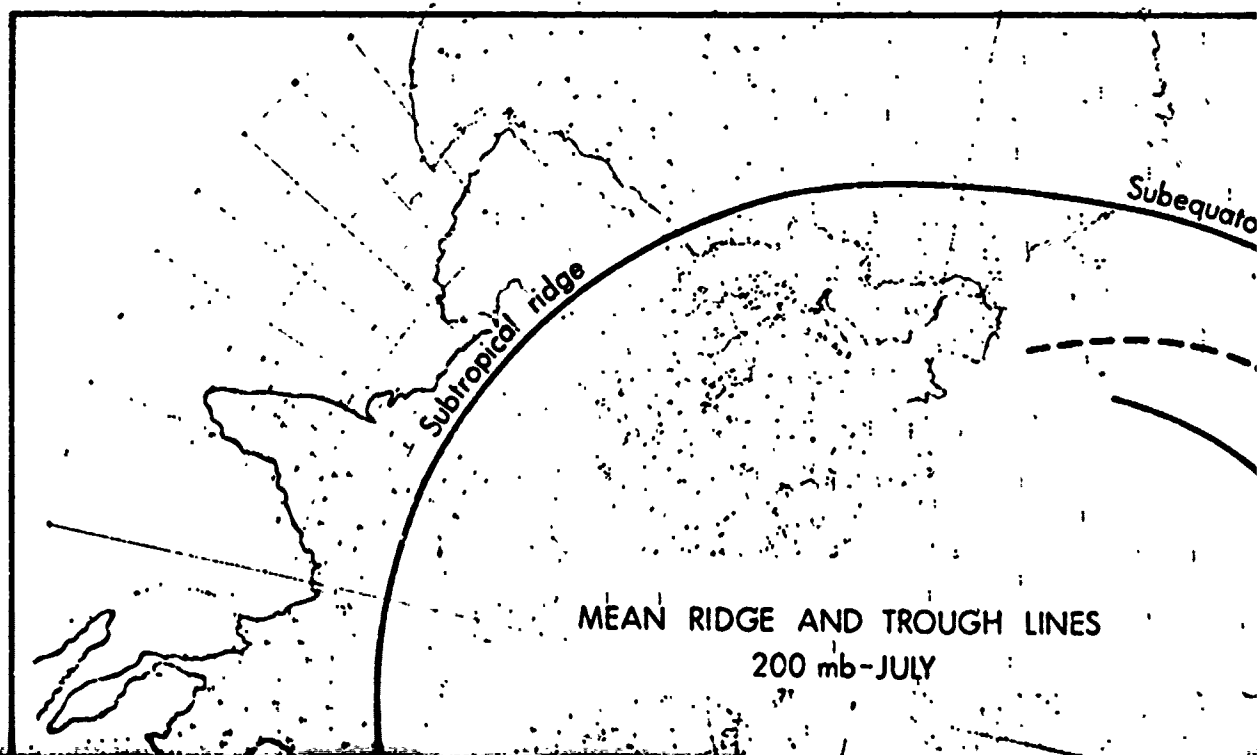 Subequato
Subtropical ridge
MEAN RIDGE AND TROUGH LINES
200 mb-JULY